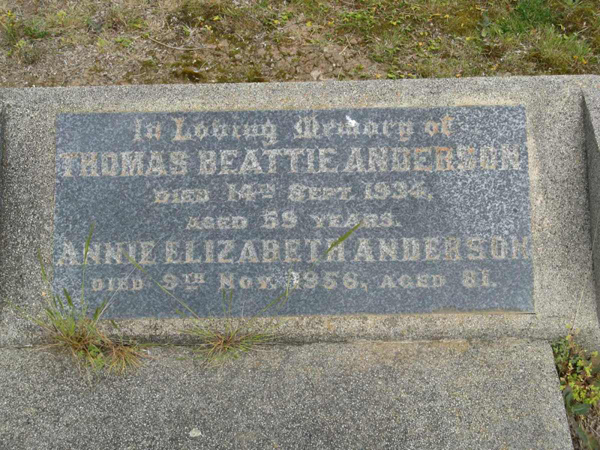 In Loving Memory of
THOMAS BEATTIE ANDERSON
DIED 14TH SEPT. 1934,
AGED 59 YEARS.
ANNIE ELIZABETH ANDERSON
DIED 9TH NOV. 1958, AGED 81.